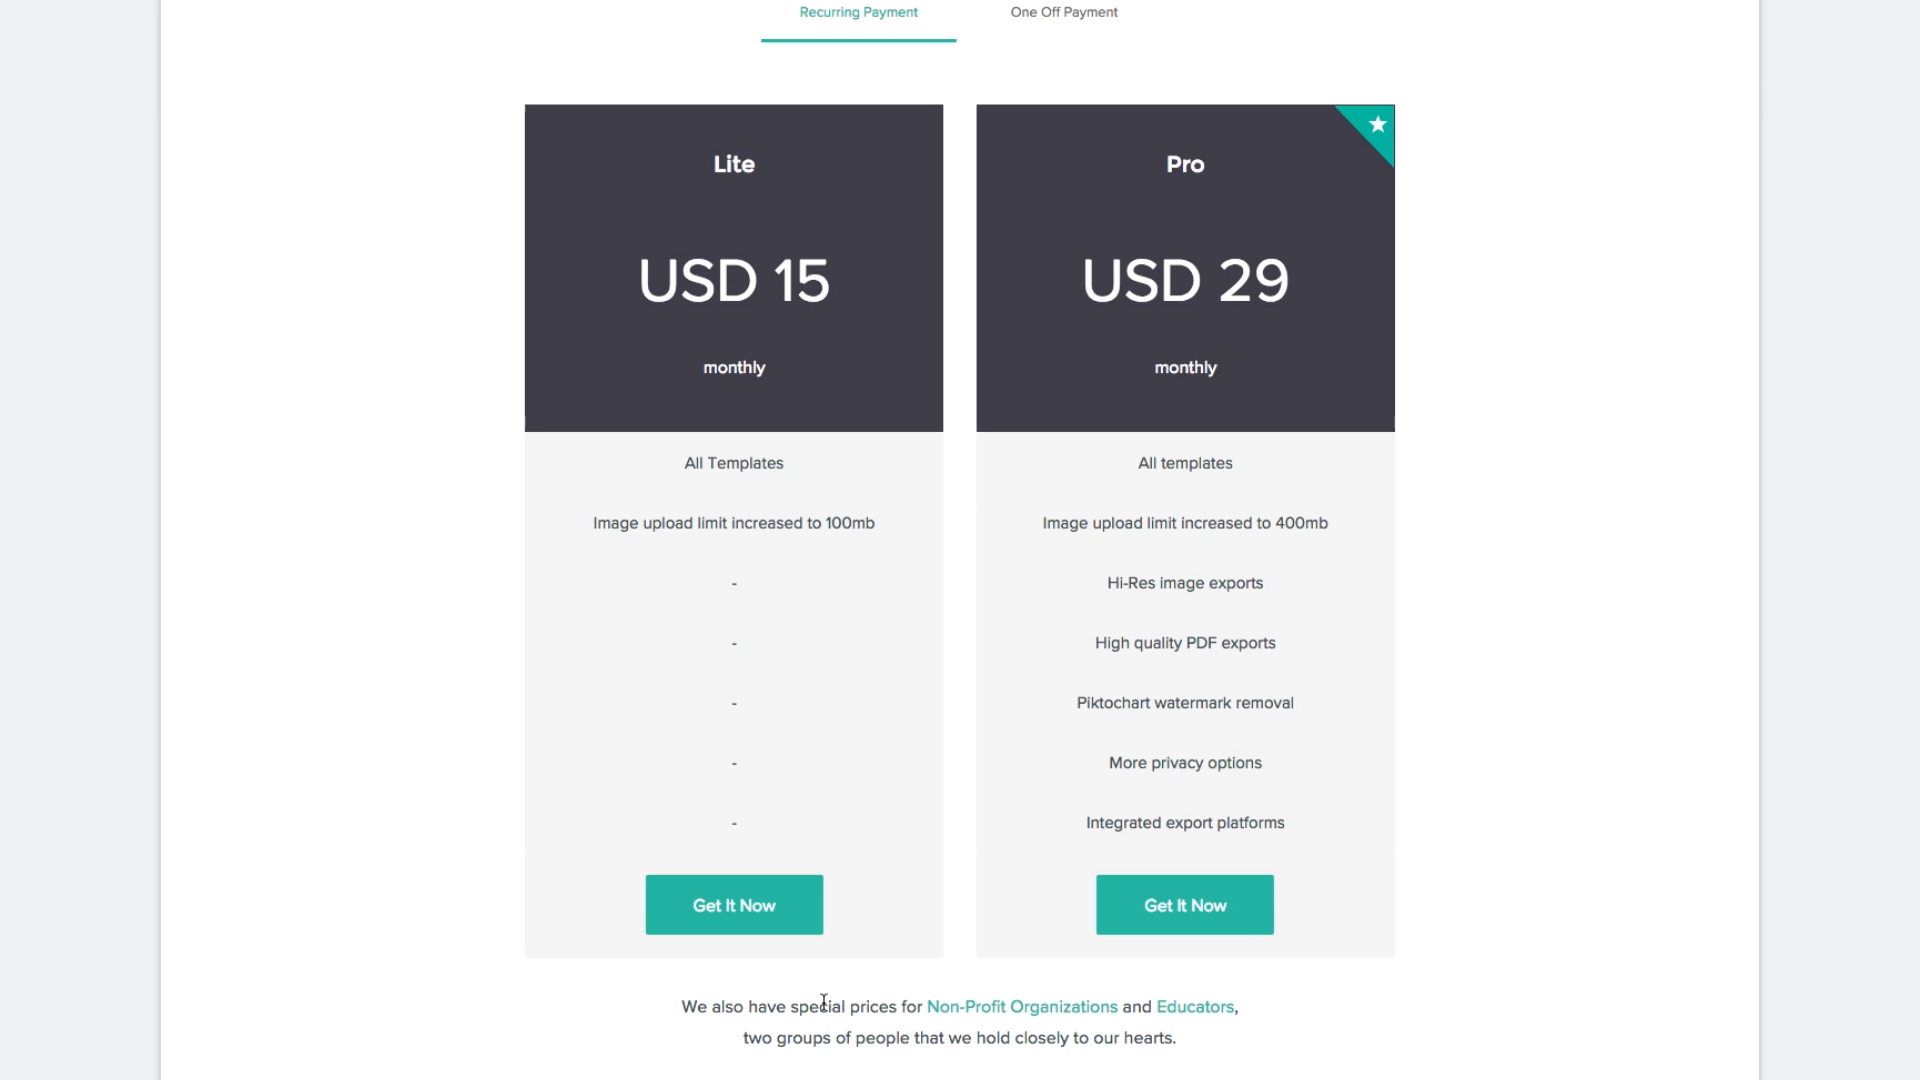 Recurring Payment
One Off Payment
Lite
USD 15
monthly
All Templates
Image upload limit increased to 100mb
-
-
-
-
-
Get It Now
Pro
USD 29
monthly
All templates
Image upload limit increased to 400mb
Hi-Res image exports
High quality PDF exports
Piktochart watermark removal
More privacy options
Integrated export platforms
Get It Now
We also have special prices for Non-Profit Organizations and Educators,
two groups of people that we hold closely to our hearts.